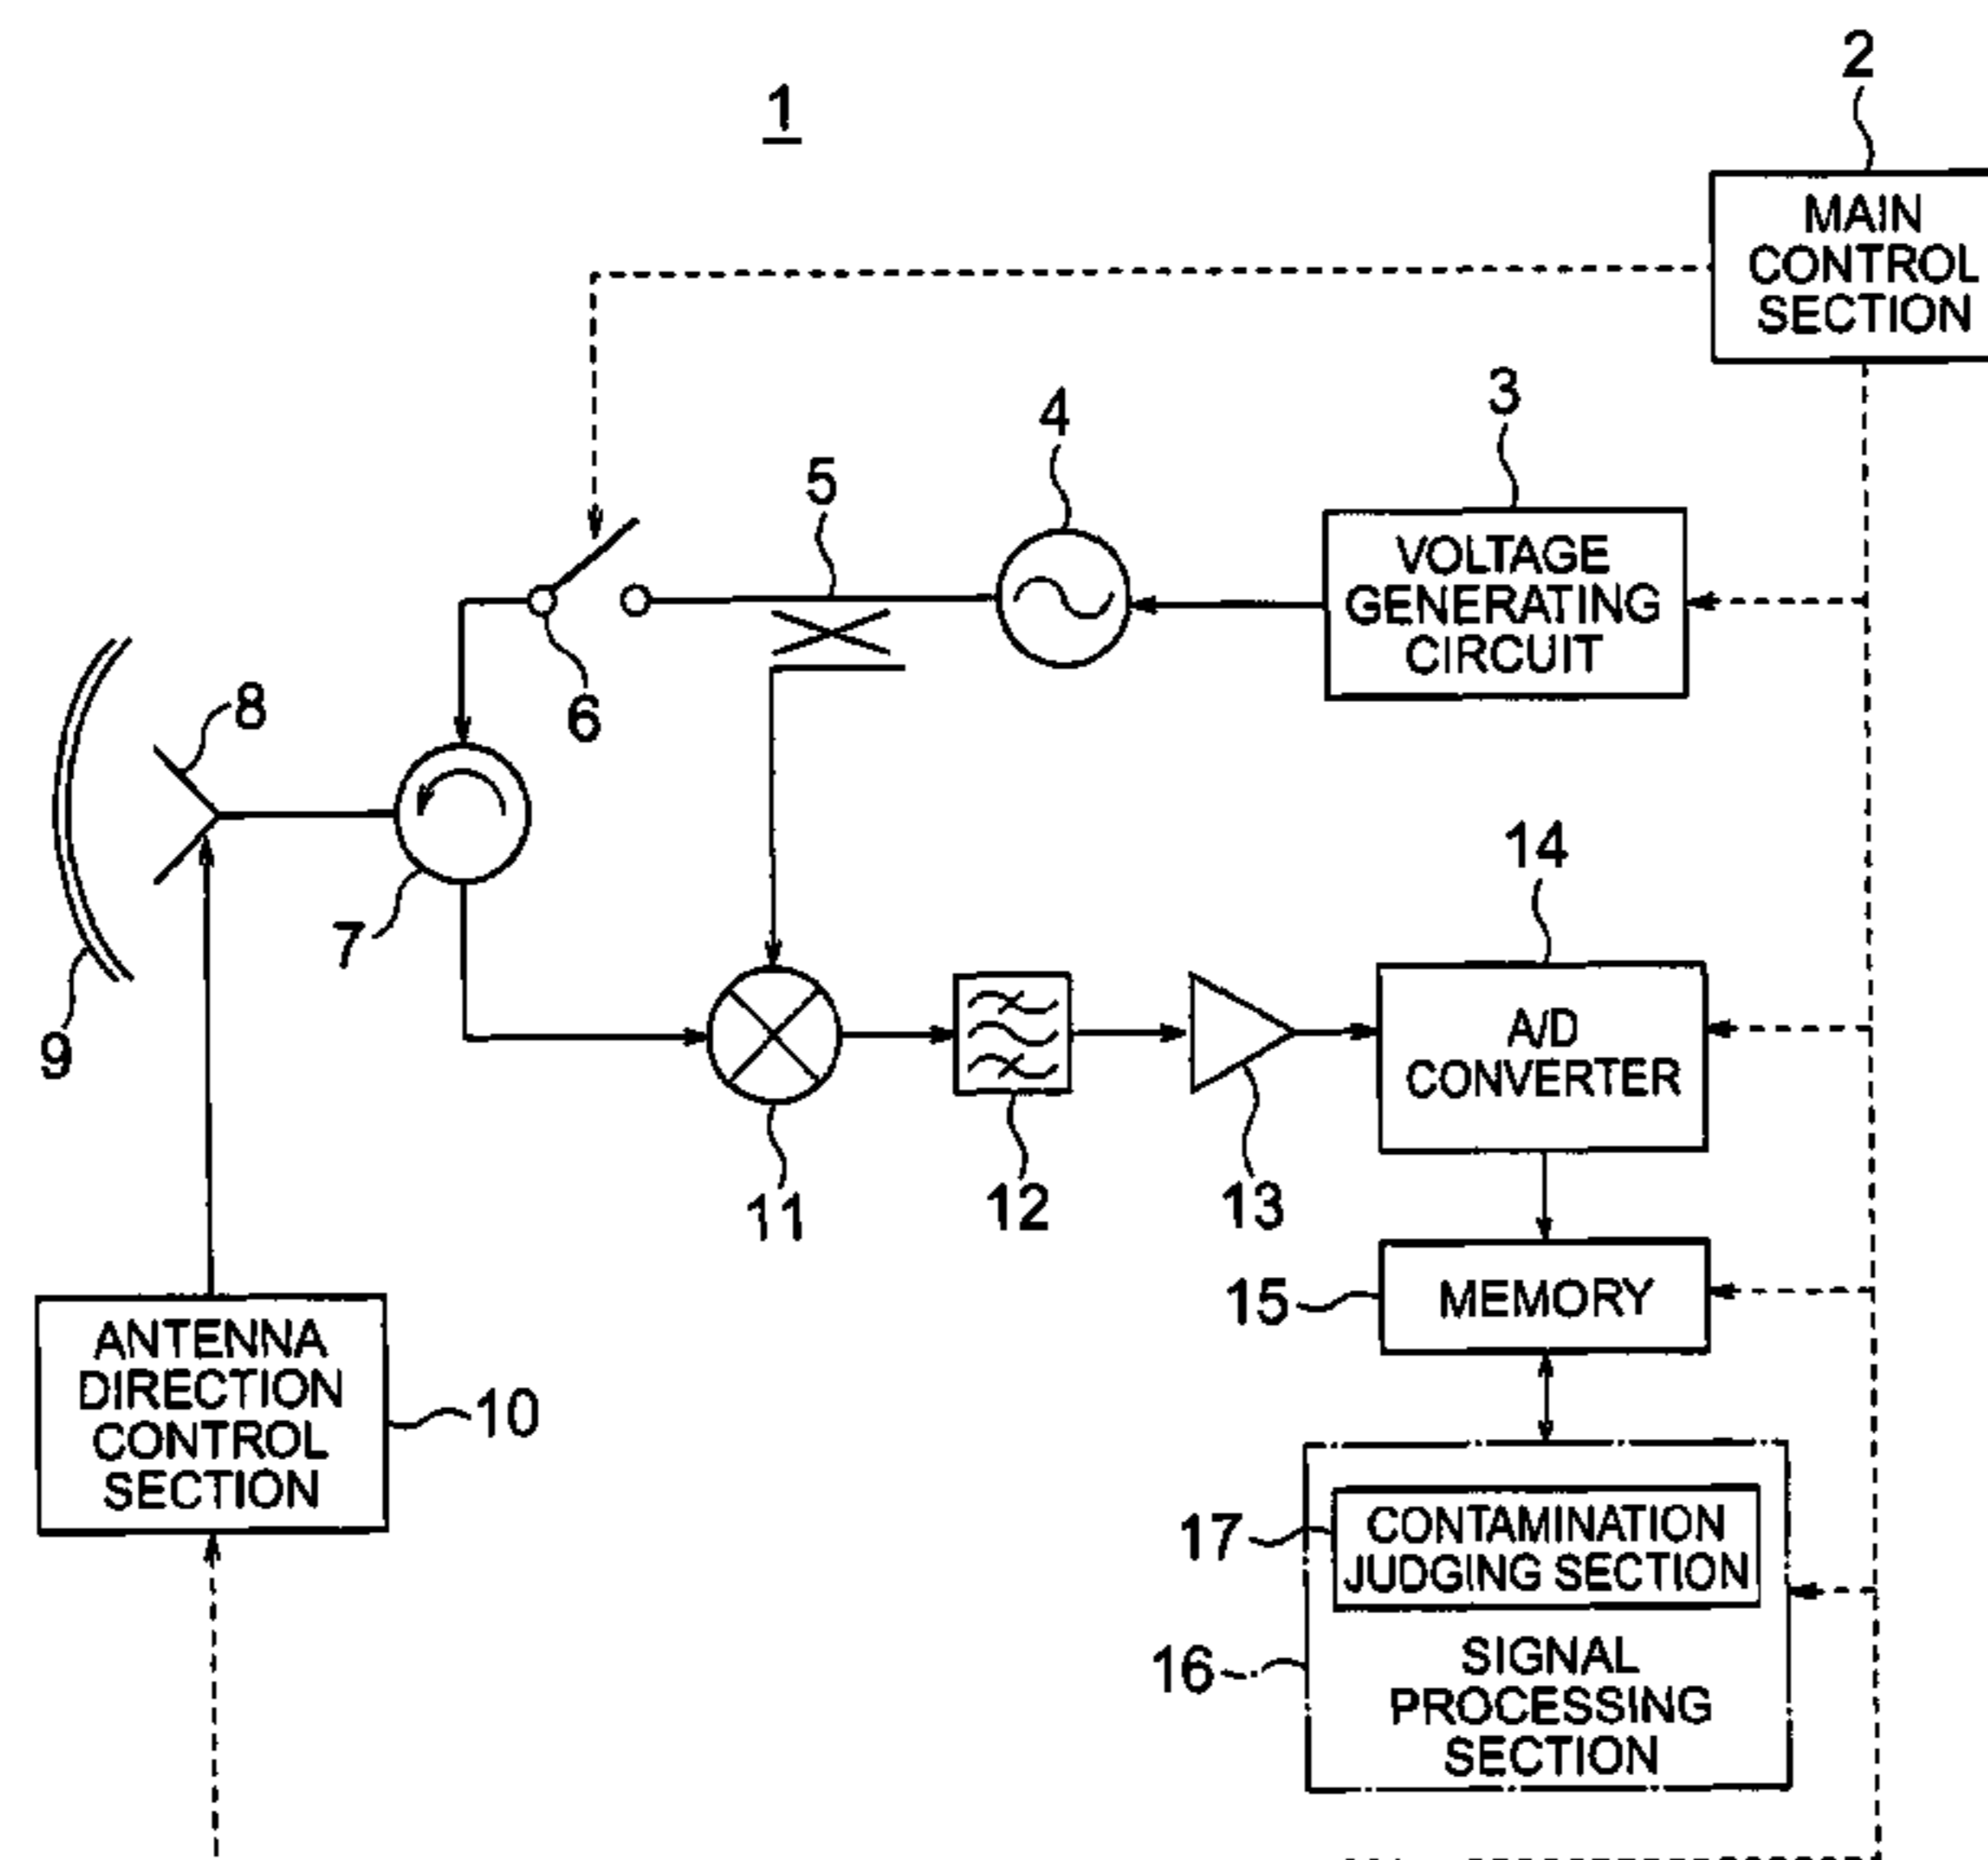 1
2
MAIN
CONTROL
SECTION
3
4
5
VOLTAGE
GENERATING
CIRCUIT
6
8
7
9
14
A/D
CONVERTER
11
12
13
15
MEMORY
ANTENNA
DIRECTION
CONTROL
SECTION
10
17
CONTAMINATION
JUDGING SECTION
16
SIGNAL
PROCESSING
SECTION